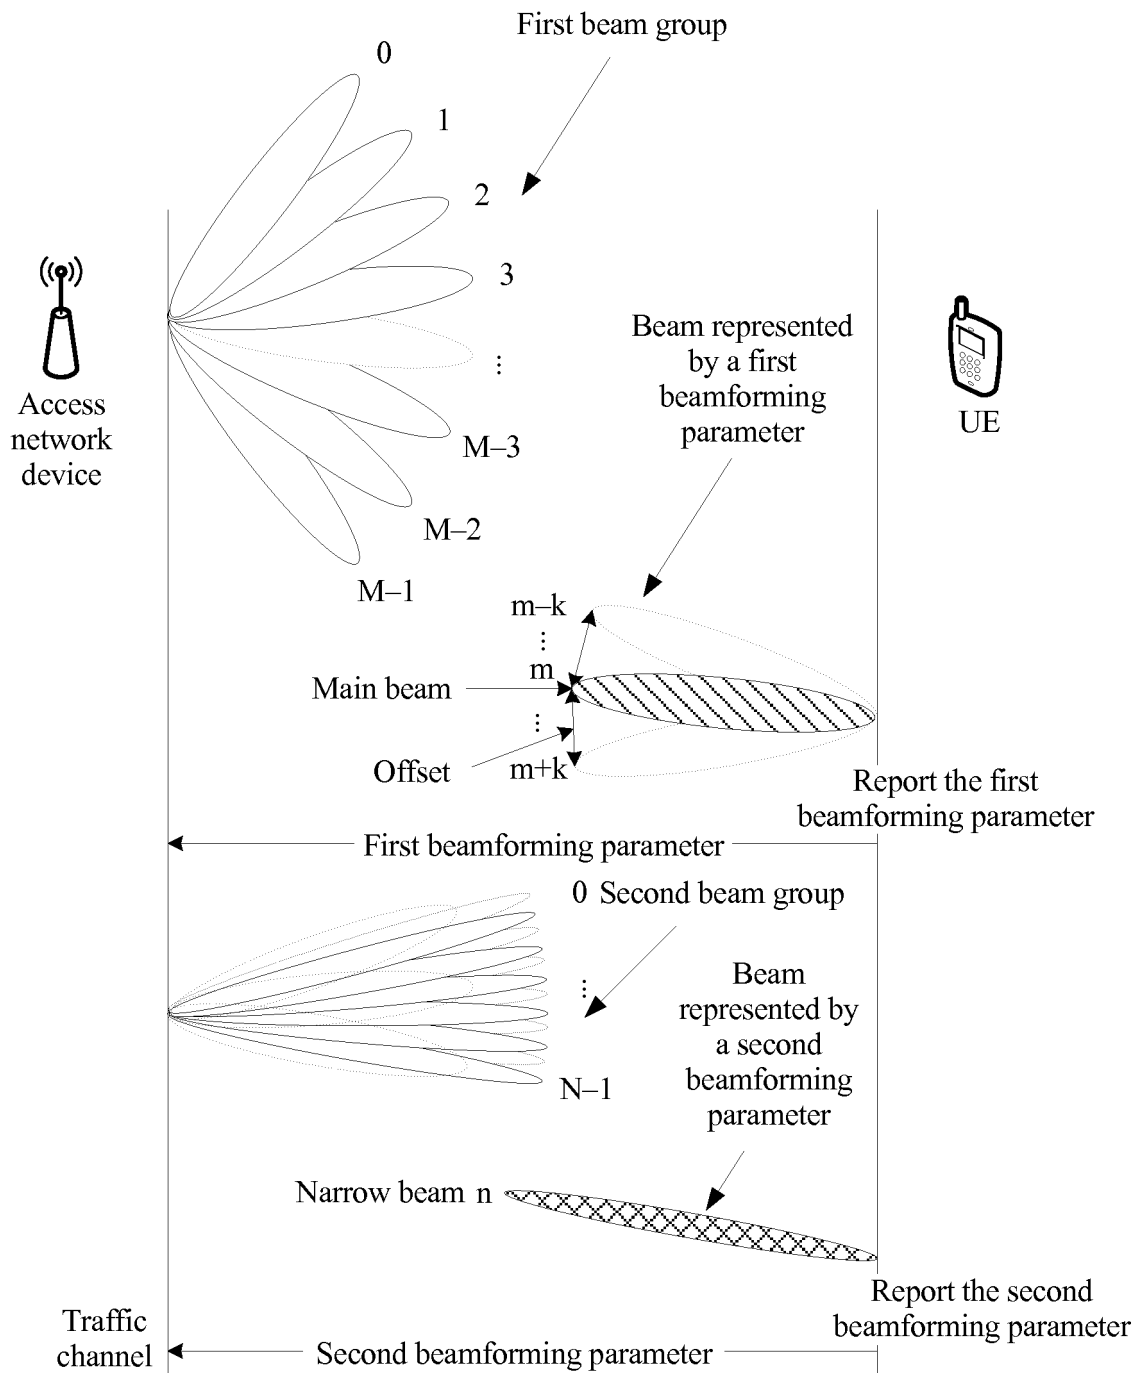 First beam group
0
1
2
3
⋮
M–3
M–2
M–1
Access
network
device
UE
Beam represented
by a first
beamforming
parameter
m–k
⋮
m
Main beam
⋮
Offset
m+k
Report the first
beamforming parameter
First beamforming parameter
0 Second beam group
⋮
N–1
Beam
represented by
a second
beamforming
parameter
Narrow beam n
Report the second
beamforming parameter
Traffic
channel
Second beamforming parameter